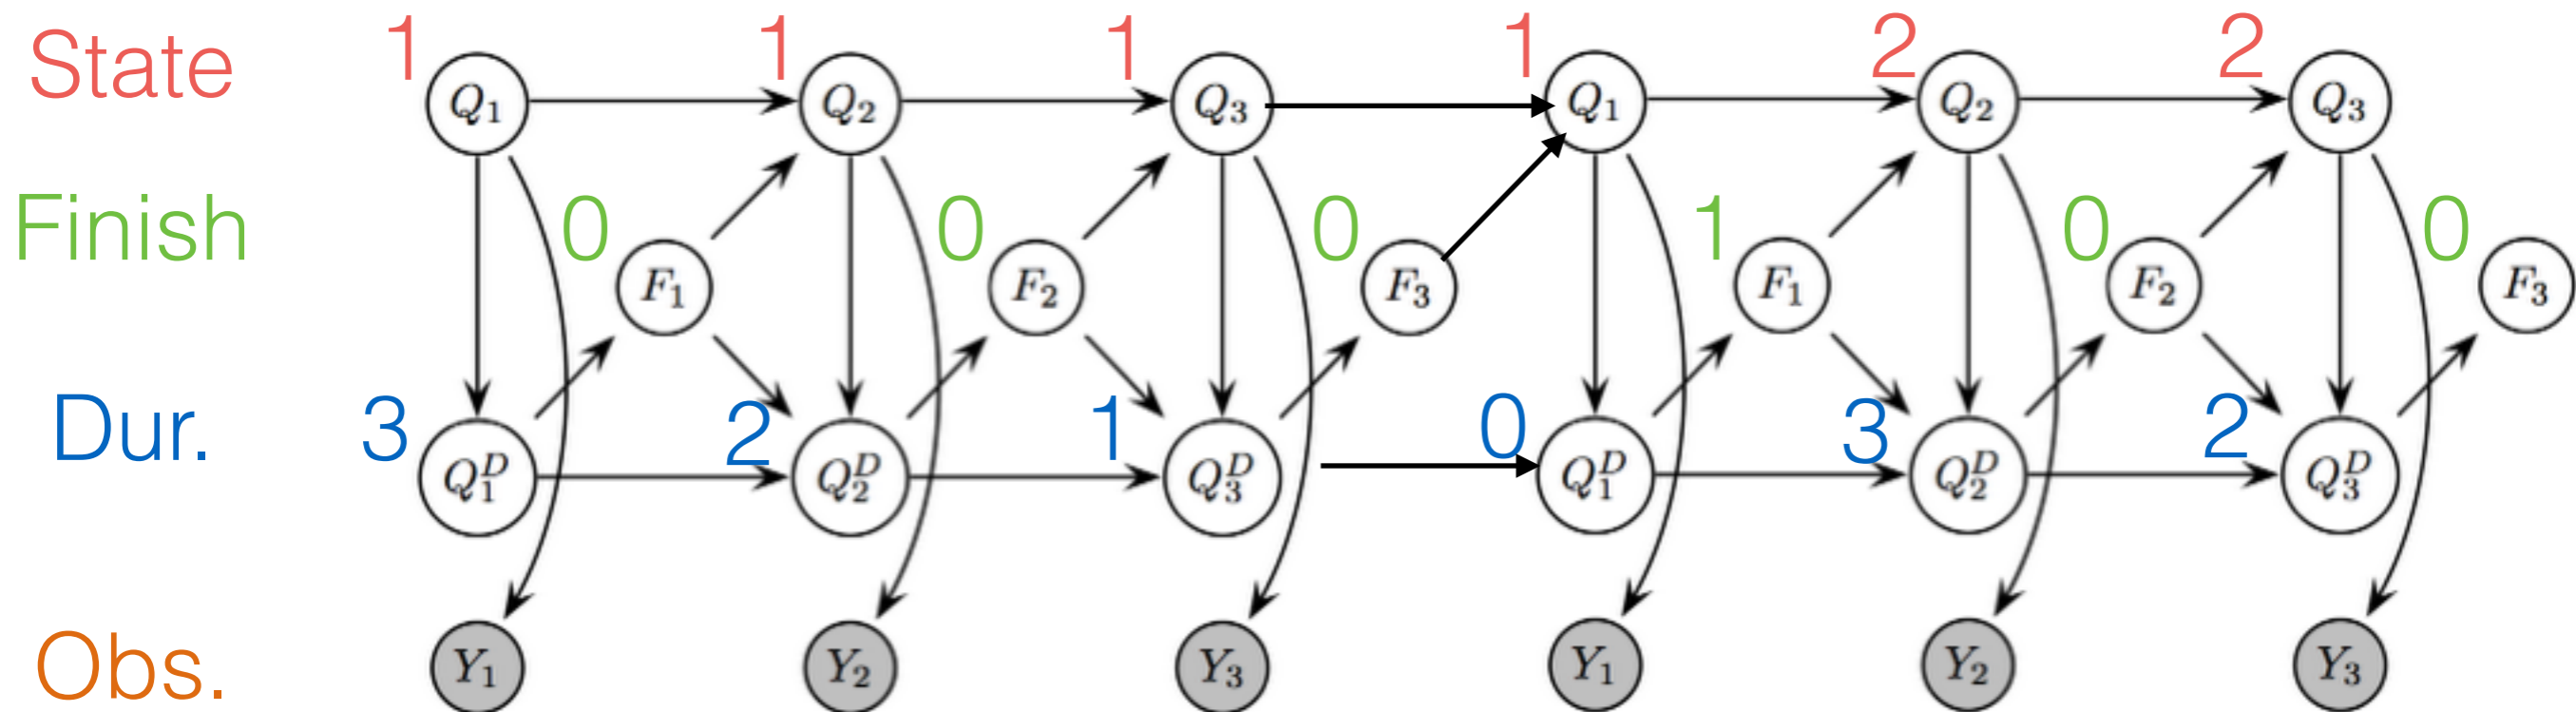 State 1 1 1 1 2 2
Q₁ Q₂ Q₃ Q₁ Q₂ Q₃
Finish 0 0 0 1 0 0
F₁ F₂ F₃ F₁ F₂ F₃
Dur. 3 2 1 0 3 2
Q₁ᴰ Q₂ᴰ Q₃ᴰ Q₁ᴰ Q₂ᴰ Q₃ᴰ
Obs. Y₁ Y₂ Y₃ Y₁ Y₂ Y₃